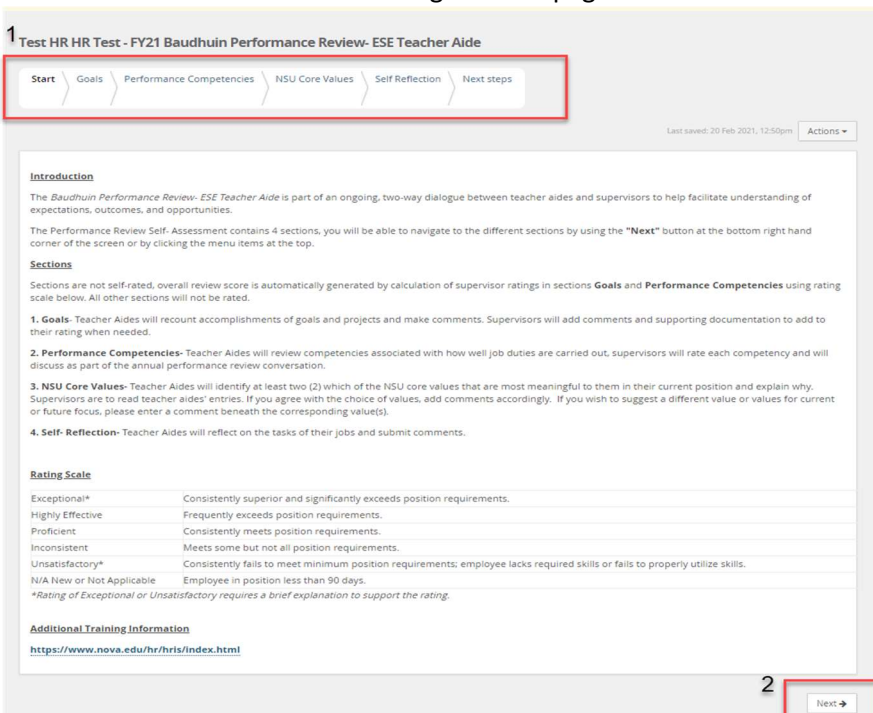 1
Test HR HR Test - FY21 Baudhuin Performance Review- ESE Teacher Aide
Start Goals Performance Competencies NSU Core Values Self Reflection Next steps
Last saved: 20 Feb 2021, 12:50pm Actions
Introduction
The Baudhuin Performance Review- ESE Teacher Aide is part of an ongoing, two-way dialogue between teacher aides and supervisors to help facilitate understanding of
expectations, outcomes, and opportunities.
The Performance Review Self- Assessment contains 4 sections, you will be able to navigate to the different sections by using the "Next" button at the bottom right hand
corner of the screen or by clicking the menu items at the top.
Sections
Sections are not self-rated, overall review score is automatically generated by calculation of supervisor ratings in sections Goals and Performance Competencies using rating
scale below. All other sections will not be rated.
1. Goals- Teacher Aides will recount accomplishments of goals and projects and make comments. Supervisors will add comments and supporting documentation to add to
their rating when needed.
2. Performance Competencies- Teacher Aides will review competencies associated with how well job duties are carried out, supervisors will rate each competency and will
discuss as part of the annual performance review conversation.
3. NSU Core Values- Teacher Aides will identify at least two (2) which of the NSU core values that are most meaningful to them in their current position and explain why.
Supervisors are to read teacher aides' entries. If you agree with the choice of values, add comments accordingly. If you wish to suggest a different value or values for current
or future focus, please enter a comment beneath the corresponding value(s).
4. Self- Reflection- Teacher Aides will reflect on the tasks of their jobs and submit comments.
Rating Scale
Exceptional* Consistently superior and significantly exceeds position requirements.
Highly Effective Frequently exceeds position requirements.
Proficient Consistently meets position requirements.
Inconsistent Meets some but not all position requirements.
Unsatisfactory* Consistently fails to meet minimum position requirements; employee lacks required skills or fails to properly utilize skills.
N/A New or Not Applicable Employee in position less than 90 days.
*Rating of Exceptional or Unsatisfactory requires a brief explanation to support the rating.
Additional Training Information
https://www.nova.edu/hr/hris/index.html
2
Next →